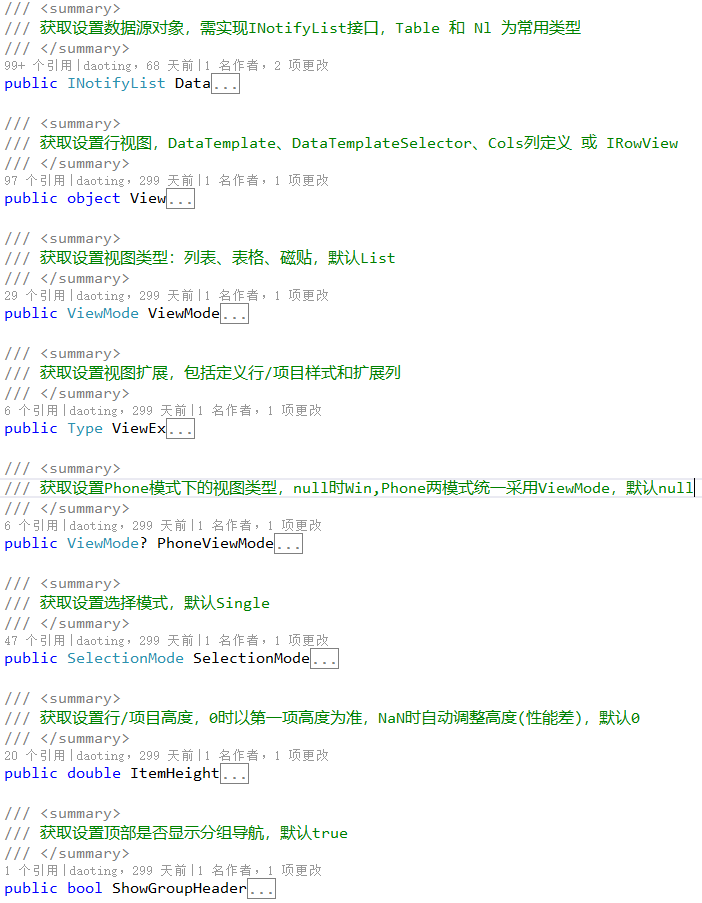 /// <summary>
/// 获取设置数据源对象，需实现INotifyList接口，Table 和 Nl 为常用类型
/// </summary>
99+ 个引用|daoting，68 天前|1 名作者，2 项更改
public INotifyList Data...
/// <summary>
/// 获取设置行视图，DataTemplate、DataTemplateSelector、Cols列定义 或 IRowView
/// </summary>
97 个引用|daoting，299 天前|1 名作者，1 项更改
public object View...
/// <summary>
/// 获取设置视图类型：列表、表格、磁贴，默认List
/// </summary>
29 个引用|daoting，299 天前|1 名作者，1 项更改
public ViewMode ViewMode...
/// <summary>
/// 获取设置视图扩展，包括定义行/项目样式和扩展列
/// </summary>
6 个引用|daoting，299 天前|1 名作者，1 项更改
public Type ViewEx...
/// <summary>
/// 获取设置Phone模式下的视图类型，null时Win,Phone两模式统一采用ViewMode，默认null
/// </summary>
6 个引用|daoting，299 天前|1 名作者，1 项更改
public ViewMode? PhoneViewMode...
/// <summary>
/// 获取设置选择模式，默认Single
/// </summary>
47 个引用|daoting，299 天前|1 名作者，1 项更改
public SelectionMode SelectionMode...
/// <summary>
/// 获取设置行/项目高度，0时以第一项高度为准，NaN时自动调整高度(性能差)，默认0
/// </summary>
20 个引用|daoting，299 天前|1 名作者，1 项更改
public double ItemHeight...
/// <summary>
/// 获取设置顶部是否显示分组导航，默认true
/// </summary>
1 个引用|daoting，299 天前|1 名作者，1 项更改
public bool ShowGroupHeader...